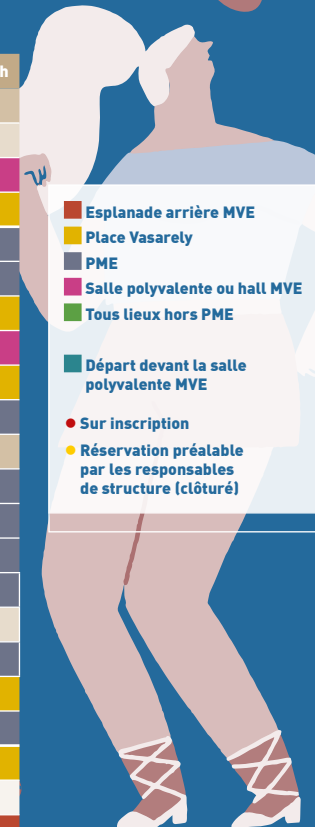 h
Esplanade arrière MVE
Place Vasarely
PME
Salle polyvalente ou hall MVE
Tous lieux hors PME
Départ devant la salle
polyvalente MVE
Sur inscription
Réservation préalable
par les responsables
de structure (clôturé)